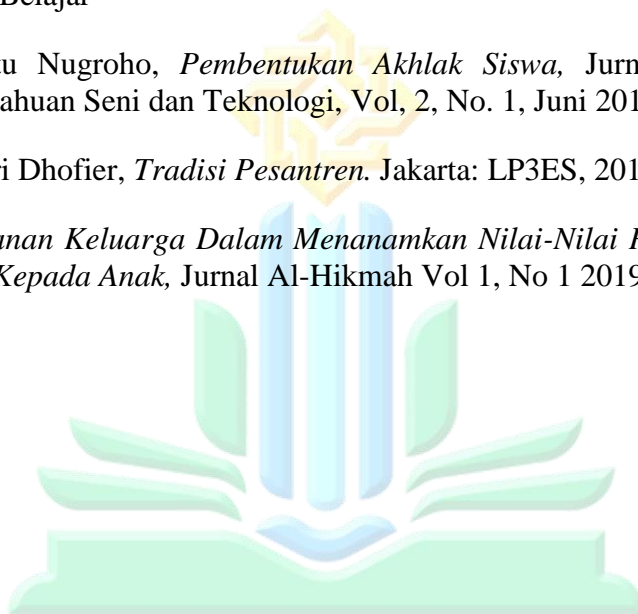 Belajar
u Nugroho, Pembentukan Akhlak Siswa, Jurn
ahuan Seni dan Teknologi, Vol, 2, No. 1, Juni 201
ri Dhofier, Tradisi Pesantren. Jakarta: LP3ES, 201
anan Keluarga Dalam Menanamkan Nilai-Nilai
Kepada Anak, Jurnal Al-Hikmah Vol 1, No 1 2019